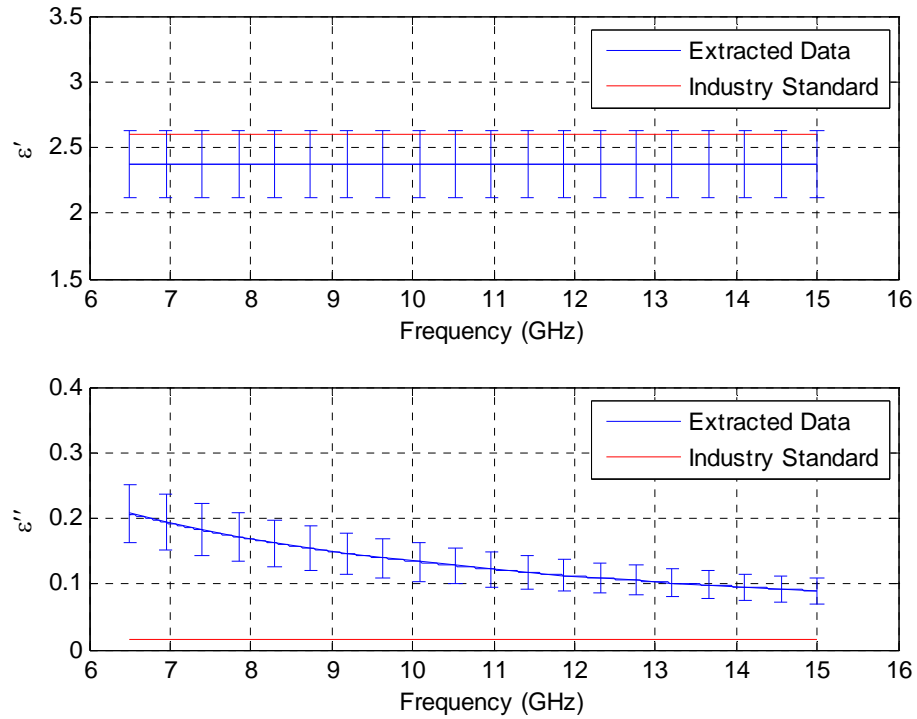 3.5
3
2.5
2
1.5
ε′
Extracted Data
Industry Standard
6 7 8 9 10 11 12 13 14 15 16
Frequency (GHz)
0.4
0.3
0.2
0.1
0
ε′′
Extracted Data
Industry Standard
6 7 8 9 10 11 12 13 14 15 16
Frequency (GHz)